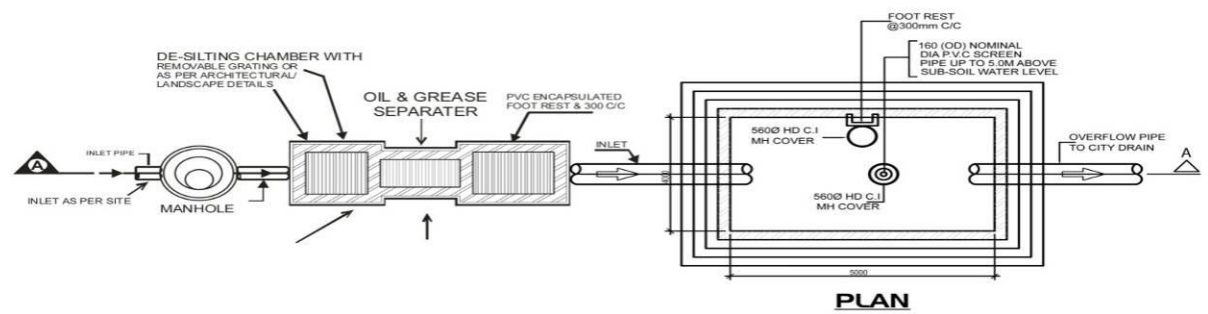 FOOT REST
@300mm C/C
160 (OD) NOMINAL
DIA P.V.C SCREEN
PIPE UP TO 5.0M ABOVE
SUB-SOIL WATER LEVEL
DE-SILTING CHAMBER WITH
REMOVABLE GRATING OR
AS PER ARCHITECTURAL/
LANDSCAPE DETAILS
OIL & GREASE
SEPARATER
PVC ENCAPSULATED
FOOT REST & 300 C/C
560Ø HD C.I
MH COVER
INLET
OVERFLOW PIPE
TO CITY DRAIN
INLET PIPE
A
A
INLET AS PER SITE
MANHOLE
4000
560Ø HD C.I
MH COVER
5000
PLAN